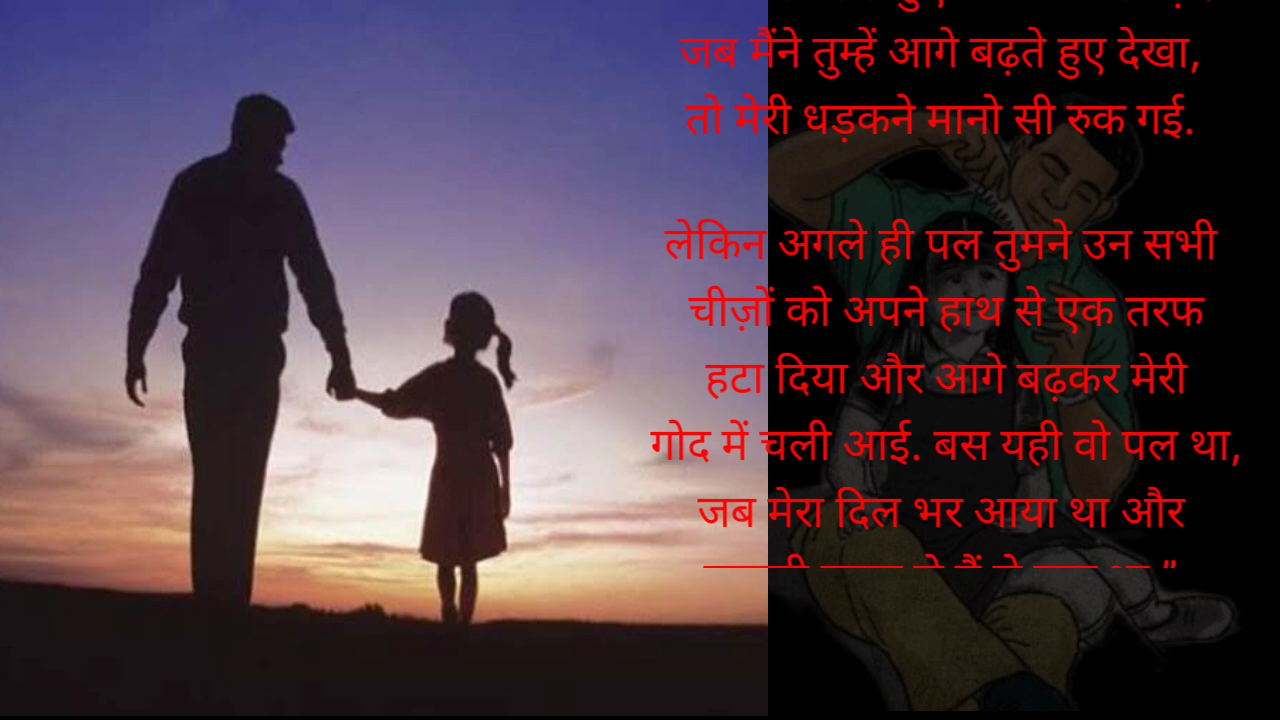 जब मैंने तुम्हें आगे बढ़ते हुए देखा,
तो मेरी धड़कने मानो सी रुक गई.
लेकिन अगले ही पल तुमने उन सभी
चीज़ों को अपने हाथ से एक तरफ
हटा दिया और आगे बढ़कर मेरी
गोद में चली आई. बस यही वो पल था,
जब मेरा दिल भर आया था और